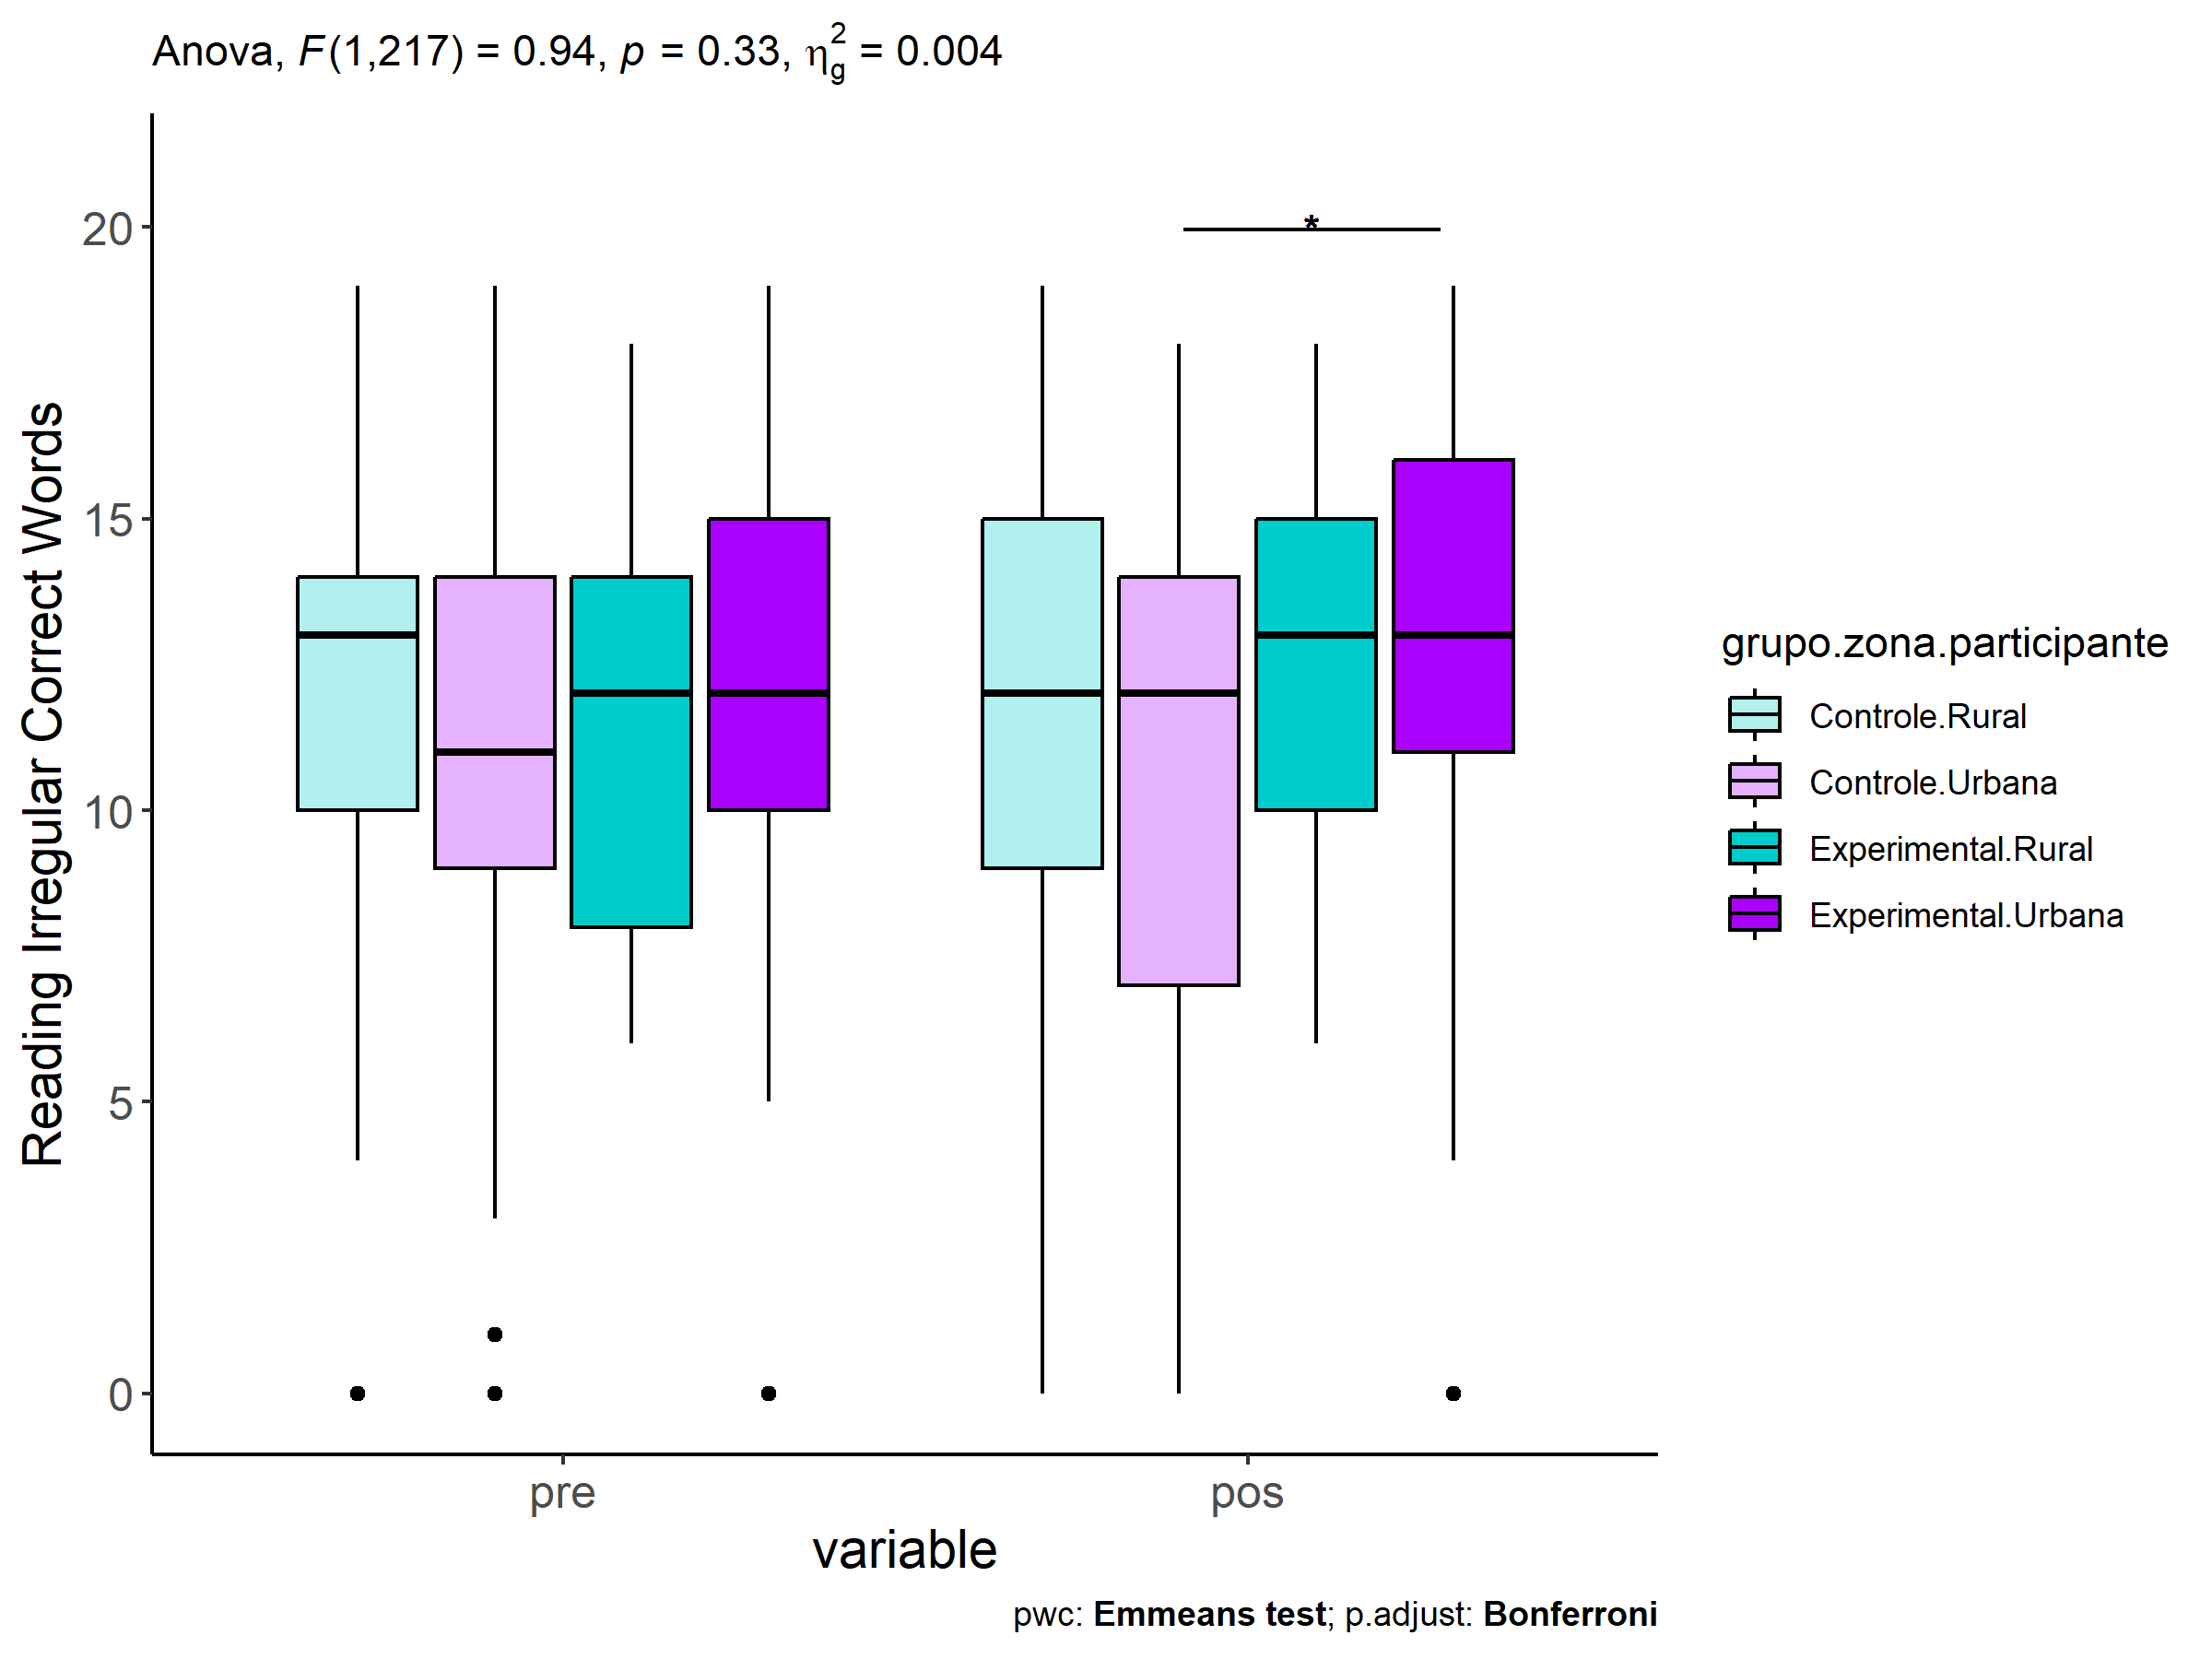 Anova, F(1,217) = 0.94, p = 0.33, η²g = 0.004
Reading Irregular Correct Words
20
15
10
5
0
*
pre
pos
variable
grupo.zona.participante
Controle.Rural
Controle.Urbana
Experimental.Rural
Experimental.Urbana
pwc: Emmeans test; p.adjust: Bonferroni